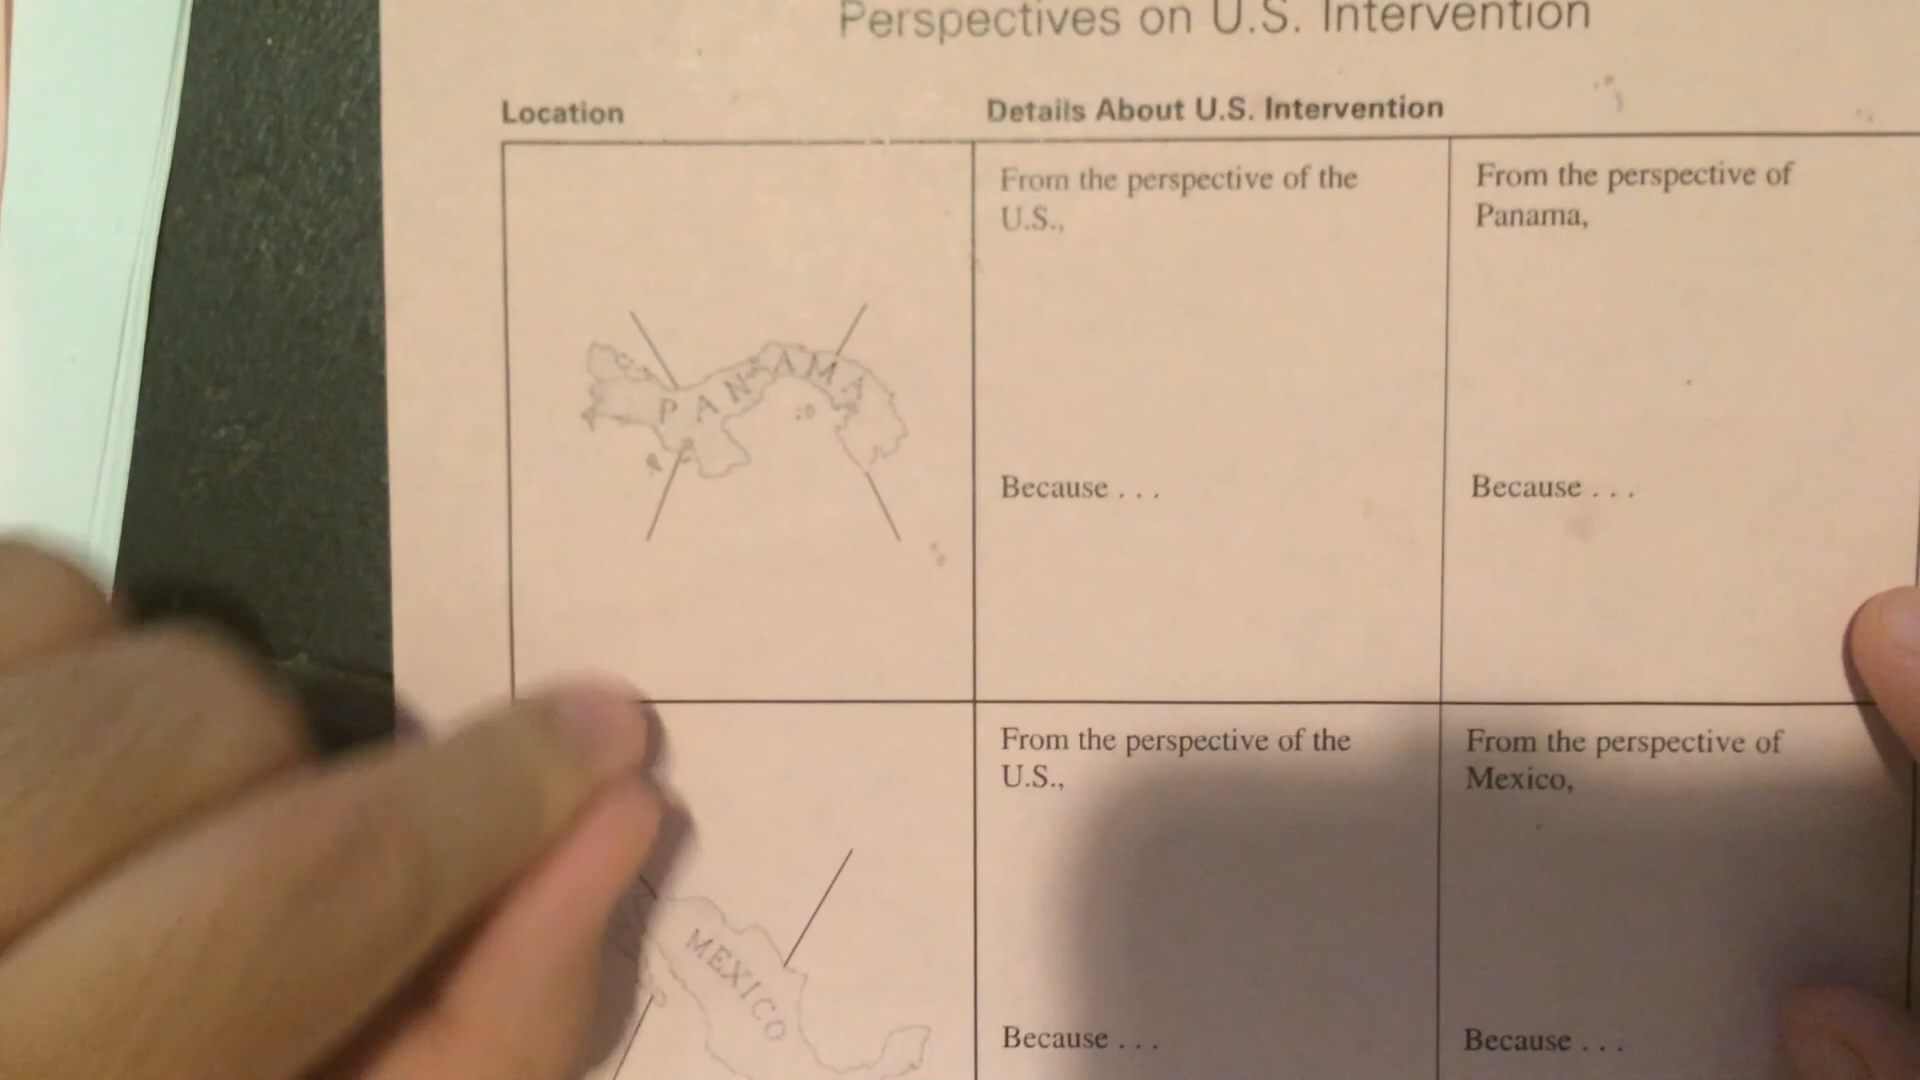 Perspectives on U.S. Intervention
Location
Details About U.S. Intervention
PANAMA
From the perspective of the
U.S.,
Because . . .
From the perspective of
Panama,
Because . . .
MEXICO
From the perspective of the
U.S.,
Because . . .
From the perspective of
Mexico,
Because . . .